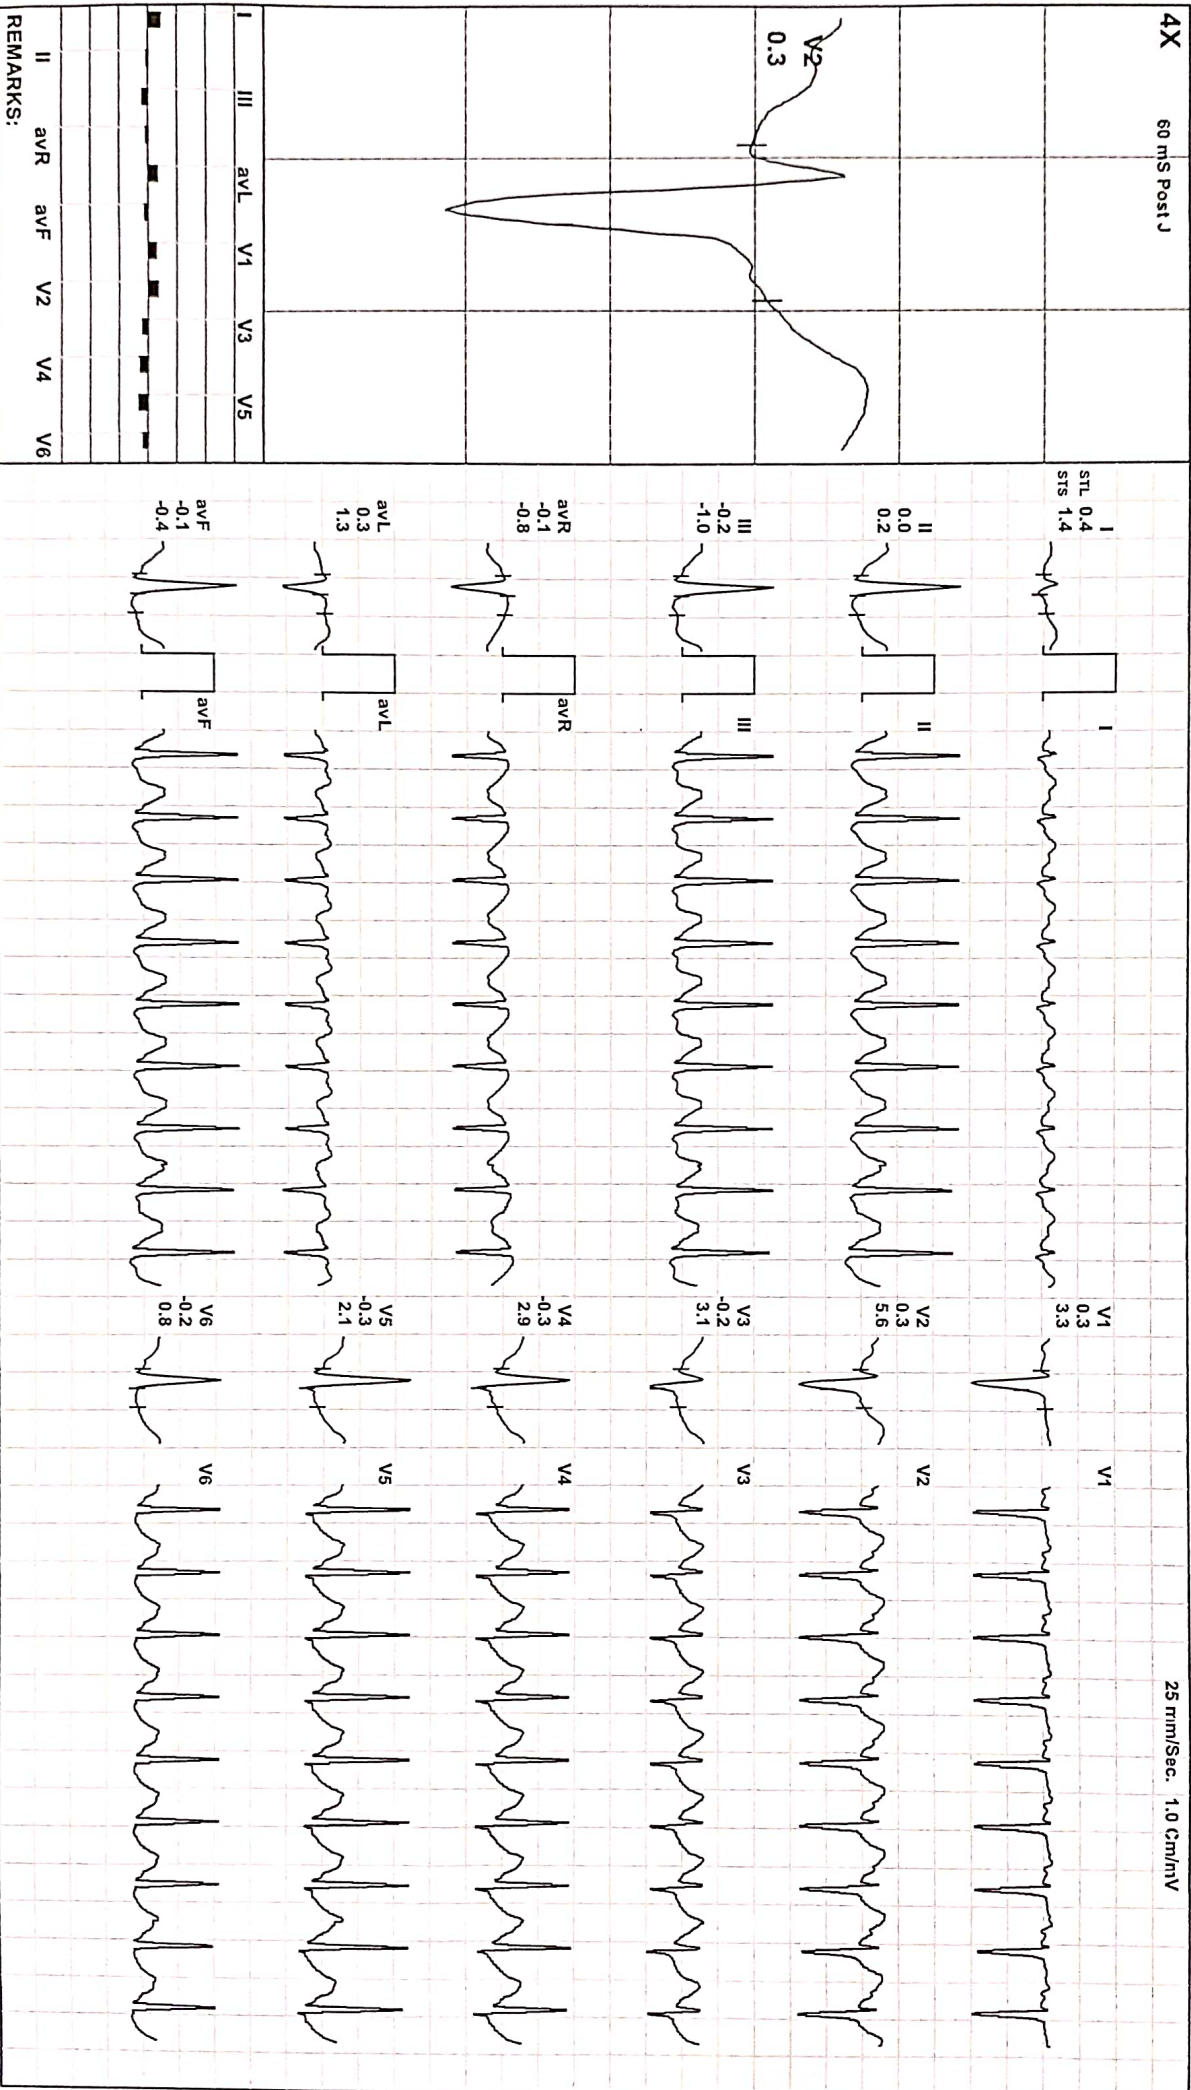 4X
60 mS Post J
25 mm/Sec. 1.0 Cm/mV
V2
0.3
I
STL 0.4
STS 1.4
I
V1
0.3
3.3
V1
II
0.0
0.2
II
V2
0.3
5.6
V2
III
-0.2
-1.0
III
V3
-0.2
3.1
V3
avR
-0.1
-0.8
avR
V4
-0.3
2.9
V4
avL
0.3
1.3
avL
V5
-0.3
2.1
V5
avF
-0.1
-0.4
avF
V6
-0.2
0.8
V6
I III avL V1 V3 V5
II avR avF V2 V4 V6
REMARKS: